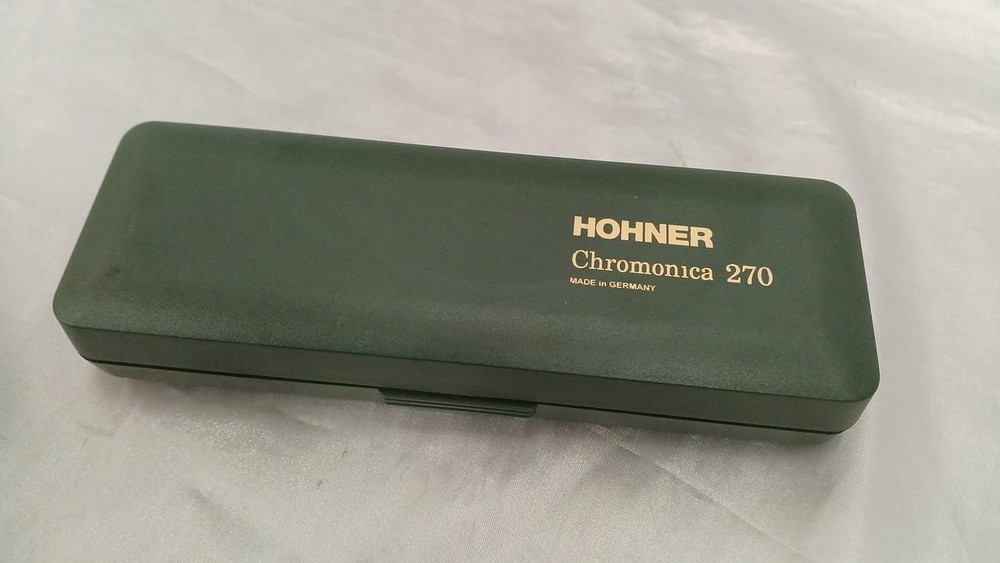 HOHNER
Chromonica 270
MADE in GERMANY